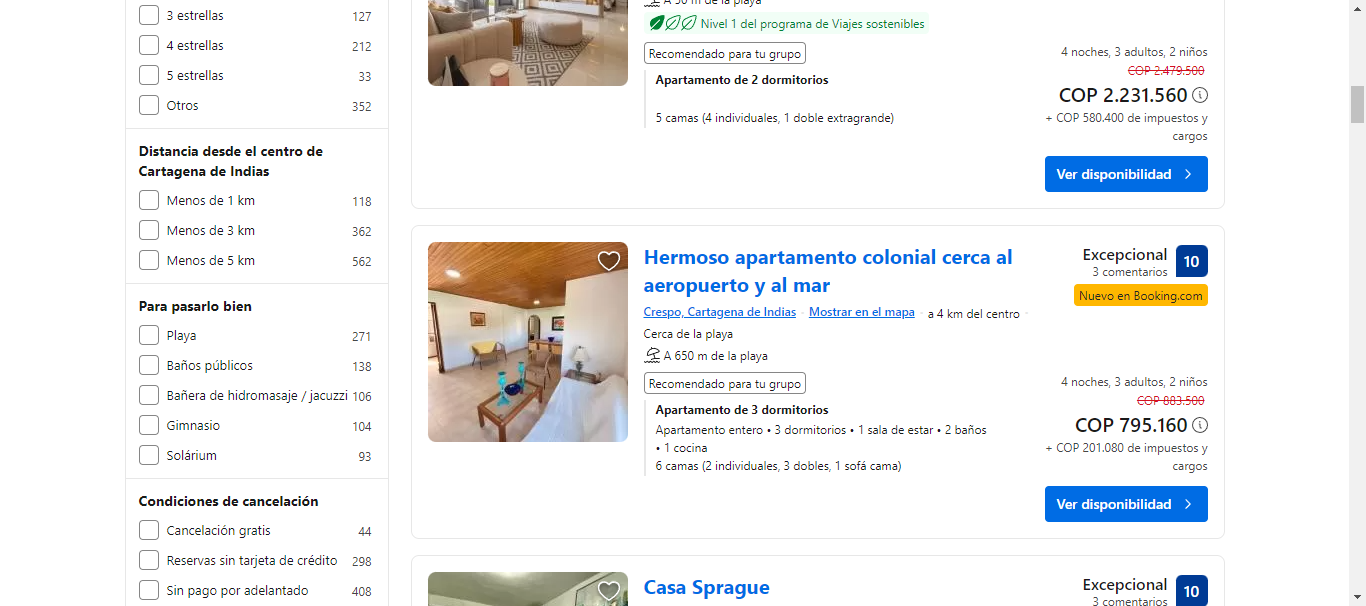 3 estrellas 127
4 estrellas 212
5 estrellas 33
Otros 352
Distancia desde el centro de
Cartagena de Indias
Menos de 1 km 118
Menos de 3 km 362
Menos de 5 km 562
Para pasarlo bien
Playa 271
Baños públicos 138
Bañera de hidromasaje / jacuzzi 106
Gimnasio 104
Solárium 93
Condiciones de cancelación
Cancelación gratis 44
Reservas sin tarjeta de crédito 298
Sin pago por adelantado 408
A 50 m de la playa
Nivel 1 del programa de Viajes sostenibles
Recomendado para tu grupo
Apartamento de 2 dormitorios
5 camas (4 individuales, 1 doble extragrande)
4 noches, 3 adultos, 2 niños
COP 2.479.500
COP 2.231.560
+ COP 580.400 de impuestos y
cargos
Ver disponibilidad
Hermoso apartamento colonial cerca al
aeropuerto y al mar
Crespo, Cartagena de Indias · Mostrar en el mapa · a 4 km del centro ·
Cerca de la playa
A 650 m de la playa
Recomendado para tu grupo
Apartamento de 3 dormitorios
Apartamento entero • 3 dormitorios • 1 sala de estar • 2 baños
• 1 cocina
6 camas (2 individuales, 3 dobles, 1 sofá cama)
Excepcional 10
3 comentarios
Nuevo en Booking.com
4 noches, 3 adultos, 2 niños
COP 883.500
COP 795.160
+ COP 201.080 de impuestos y
cargos
Ver disponibilidad
Casa Sprague
Excepcional 10
3 comentarios